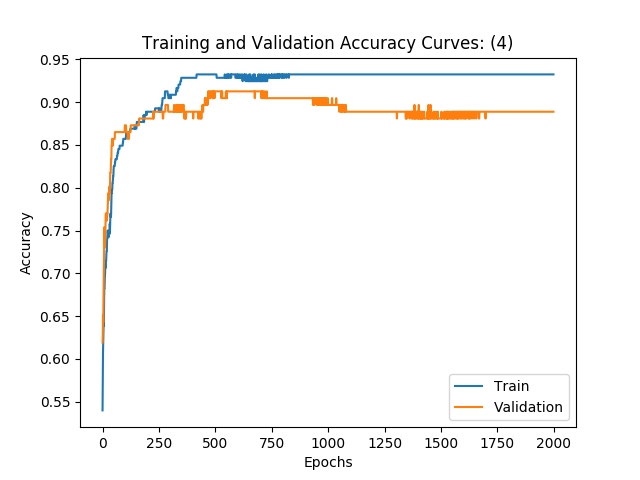 Training and Validation Accuracy Curves: (4)
0.95
0.90
0.85
0.80
0.75
0.70
0.65
0.60
0.55
Accuracy
Train
Validation
0 250 500 750 1000 1250 1500 1750 2000
Epochs